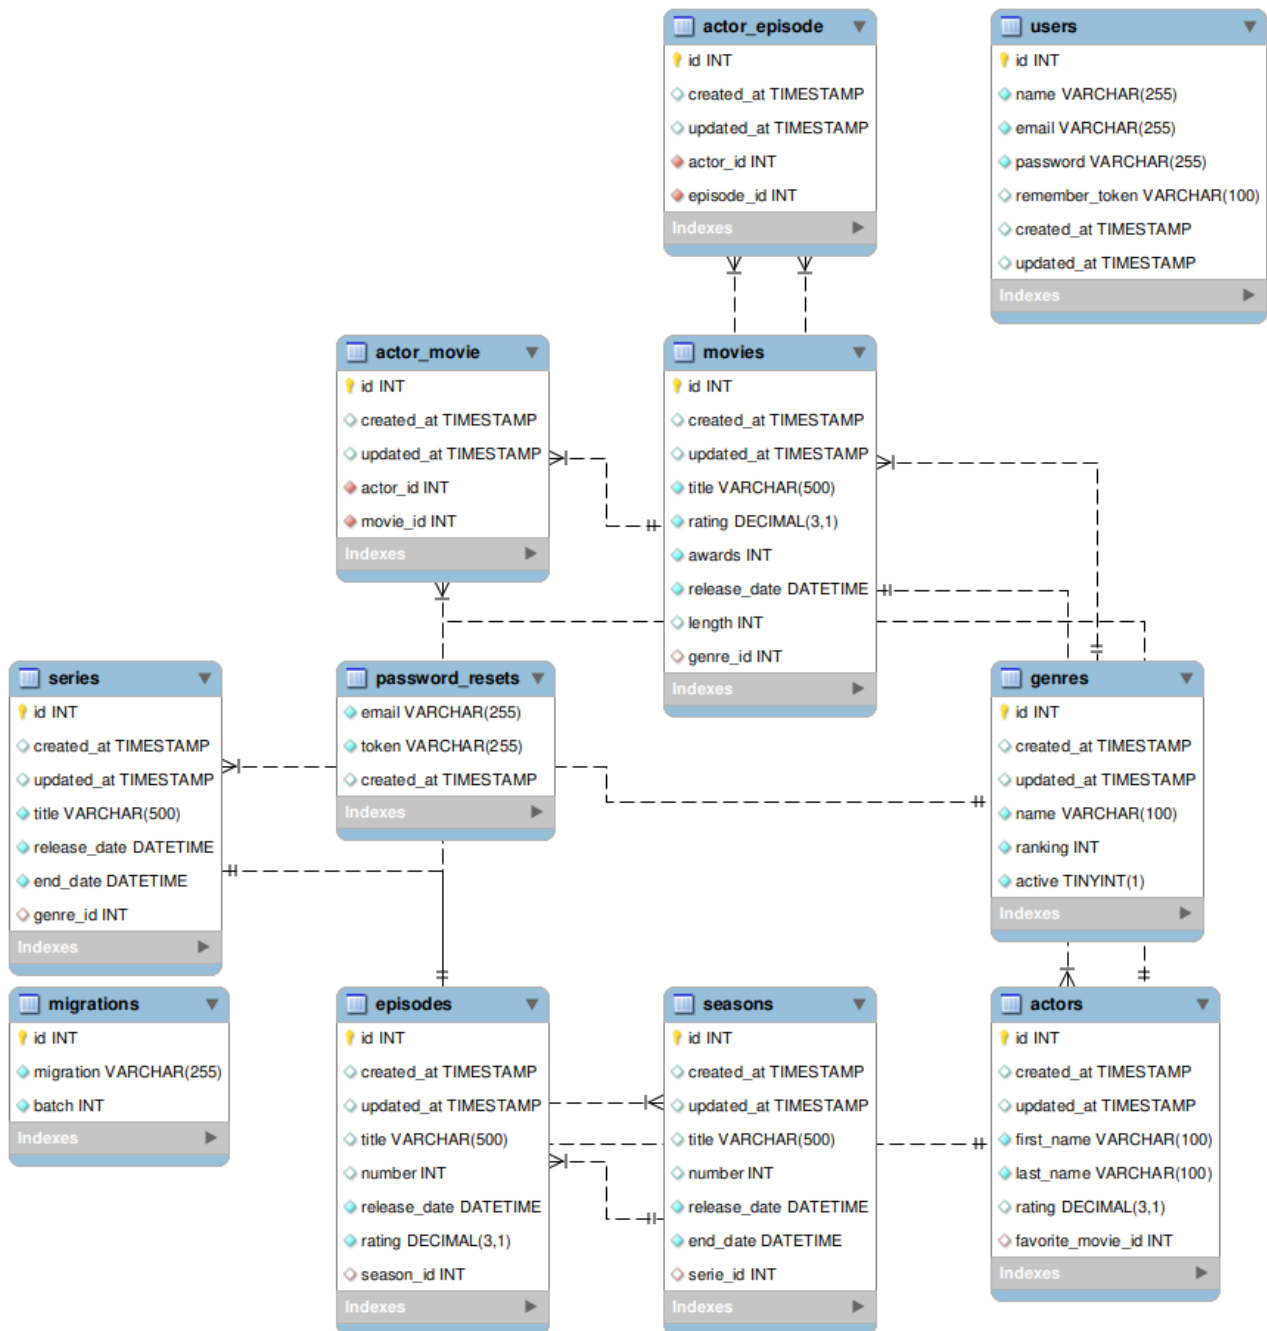 actor_episode
id INT
created_at TIMESTAMP
updated_at TIMESTAMP
actor_id INT
episode_id INT
Indexes
users
id INT
name VARCHAR(255)
email VARCHAR(255)
password VARCHAR(255)
remember_token VARCHAR(100)
created_at TIMESTAMP
updated_at TIMESTAMP
Indexes
actor_movie
id INT
created_at TIMESTAMP
updated_at TIMESTAMP
actor_id INT
movie_id INT
Indexes
movies
id INT
created_at TIMESTAMP
updated_at TIMESTAMP
title VARCHAR(500)
rating DECIMAL(3,1)
awards INT
release_date DATETIME
length INT
genre_id INT
Indexes
series
id INT
created_at TIMESTAMP
updated_at TIMESTAMP
title VARCHAR(500)
release_date DATETIME
end_date DATETIME
genre_id INT
Indexes
password_resets
email VARCHAR(255)
token VARCHAR(255)
created_at TIMESTAMP
Indexes
genres
id INT
created_at TIMESTAMP
updated_at TIMESTAMP
name VARCHAR(100)
ranking INT
active TINYINT(1)
Indexes
migrations
id INT
migration VARCHAR(255)
batch INT
Indexes
episodes
id INT
created_at TIMESTAMP
updated_at TIMESTAMP
title VARCHAR(500)
number INT
release_date DATETIME
rating DECIMAL(3,1)
season_id INT
Indexes
seasons
id INT
created_at TIMESTAMP
updated_at TIMESTAMP
title VARCHAR(500)
number INT
release_date DATETIME
end_date DATETIME
serie_id INT
Indexes
actors
id INT
created_at TIMESTAMP
updated_at TIMESTAMP
first_name VARCHAR(100)
last_name VARCHAR(100)
rating DECIMAL(3,1)
favorite_movie_id INT
Indexes